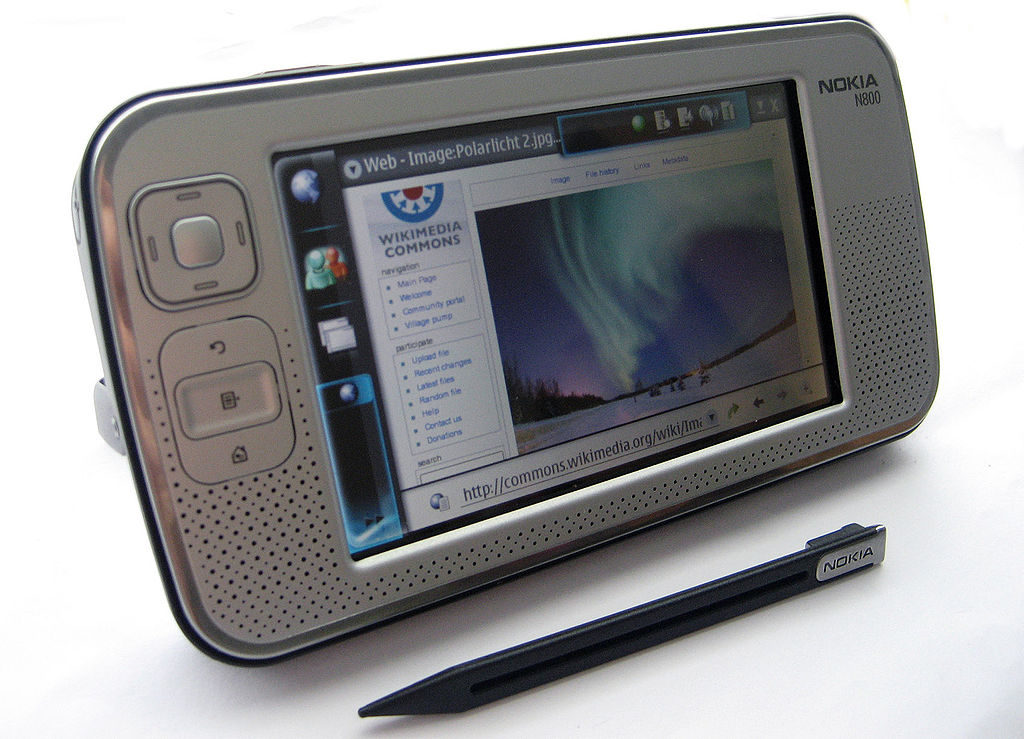 NOKIA
N800
Web - Image:Polarlicht 2.jpg...
Image File history Links Metadata
WIKIMEDIA
COMMONS
navigation
Main Page
Welcome
Community portal
Village pump
participate
Upload file
Recent changes
Latest files
Random file
Help
Contact us
Donations
search
http://commons.wikimedia.org/wiki/Im
NOKIA